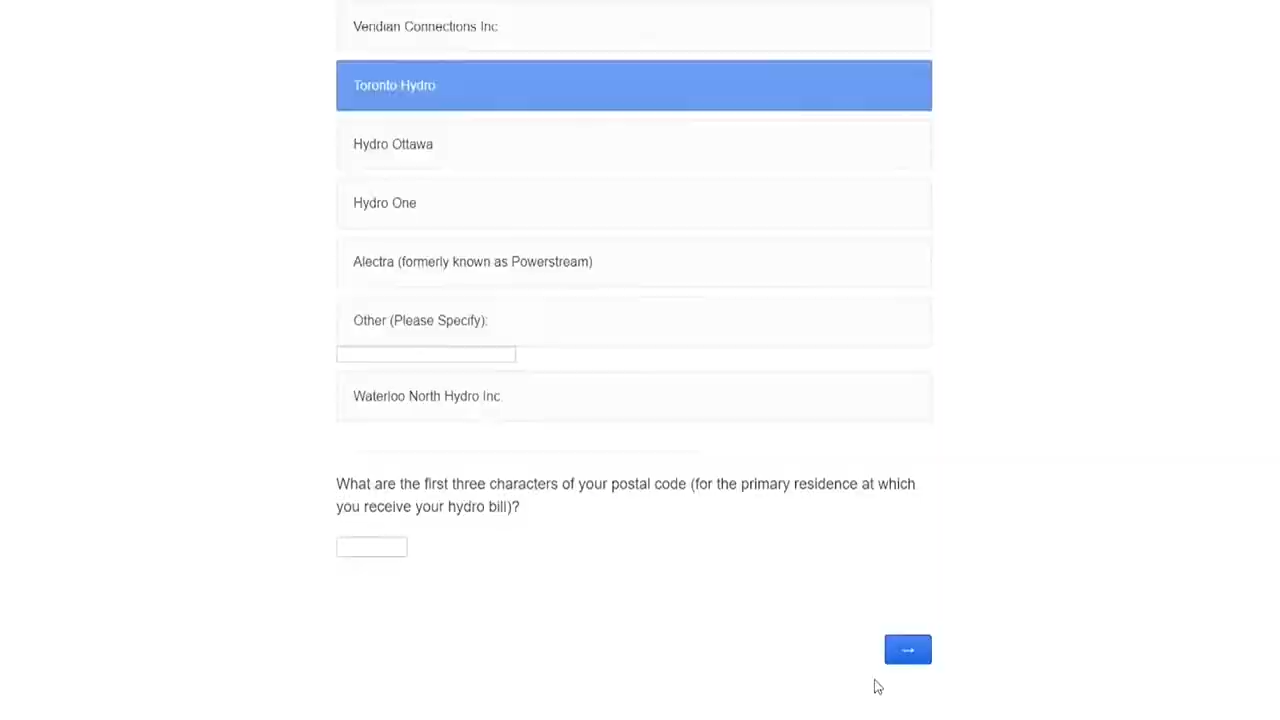 Veridian Connections Inc
Toronto Hydro
Hydro Ottawa
Hydro One
Alectra (formerly known as Powerstream)
Other (Please Specify):
Waterloo North Hydro Inc
What are the first three characters of your postal code (for the primary residence at which
you receive your hydro bill)?
→